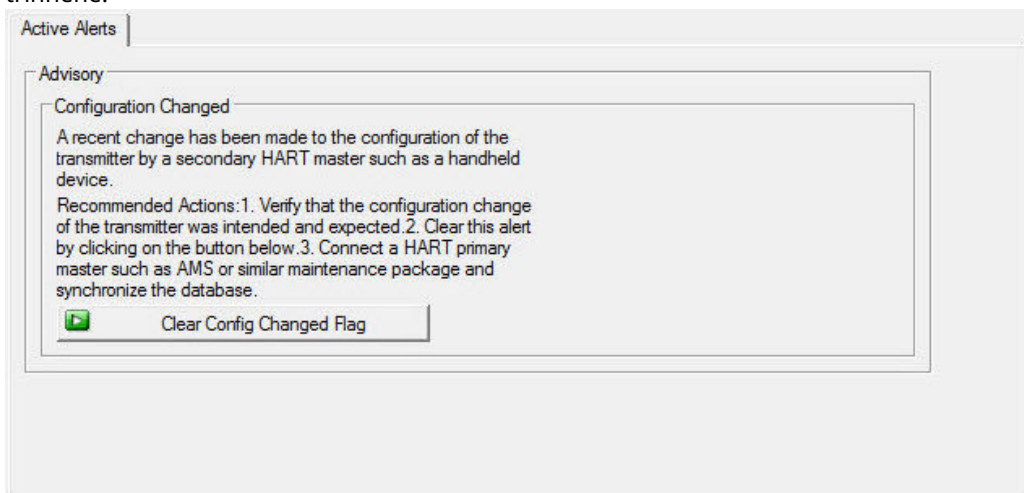 Active Alerts
Advisory
Configuration Changed
A recent change has been made to the configuration of the
transmitter by a secondary HART master such as a handheld
device.
Recommended Actions:1. Verify that the configuration change
of the transmitter was intended and expected.2. Clear this alert
by clicking on the button below.3. Connect a HART primary
master such as AMS or similar maintenance package and
synchronize the database.
Clear Config Changed Flag